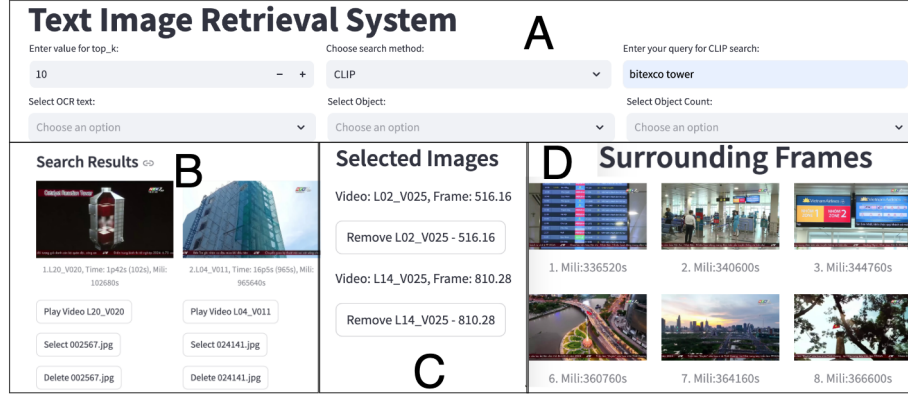 Text Image Retrieval System
A
Enter value for top_k:
Choose search method:
Enter your query for CLIP search:
10
− +
CLIP
bitexco tower
Select OCR text:
Select Object:
Select Object Count:
Choose an option
Choose an option
Choose an option
Search Results
B
1.L20_V020, Time: 1p42s (102s), Mili:
102680s
2.L04_V011, Time: 16p5s (965s), Mili:
965640s
Play Video L20_V020
Play Video L04_V011
Select 002567.jpg
Select 024141.jpg
Delete 002567.jpg
Delete 024141.jpg
Selected Images
Video: L02_V025, Frame: 516.16
Remove L02_V025 - 516.16
Video: L14_V025, Frame: 810.28
Remove L14_V025 - 810.28
C
D
Surrounding Frames
ZONE 2
1. Mili:336520s
2. Mili:340600s
3. Mili:344760s
6. Mili:360760s
7. Mili:364160s
8. Mili:366600s